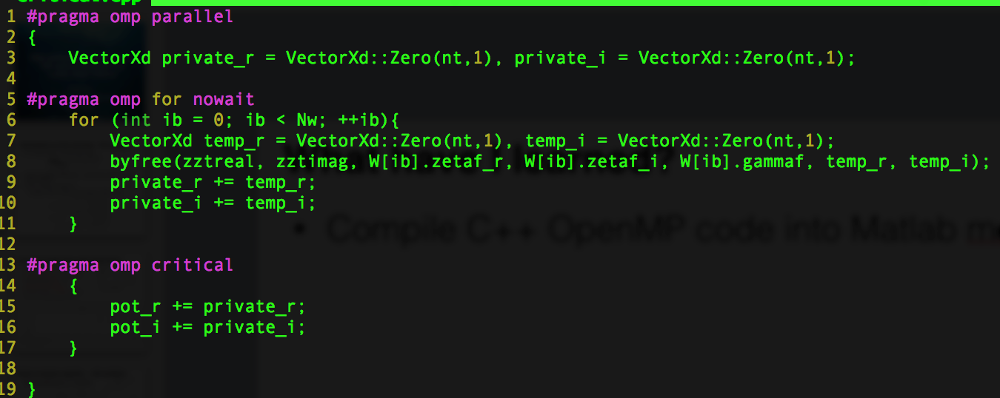 1 #pragma omp parallel
2 {
3     VectorXd private_r = VectorXd::Zero(nt,1), private_i = VectorXd::Zero(nt,1);
4
5 #pragma omp for nowait
6     for (int ib = 0; ib < Nw; ++ib){
7         VectorXd temp_r = VectorXd::Zero(nt,1), temp_i = VectorXd::Zero(nt,1);
8         byfree(zztreal, zztimag, W[ib].zetaf_r, W[ib].zetaf_i, W[ib].gammaf, temp_r, temp_i);
9         private_r += temp_r;
10         private_i += temp_i;
11     }
• Compile C++ OpenMP code into Matlab
12
13 #pragma omp critical
14     {
15         pot_r += private_r;
16         pot_i += private_i;
17     }
18
19 }